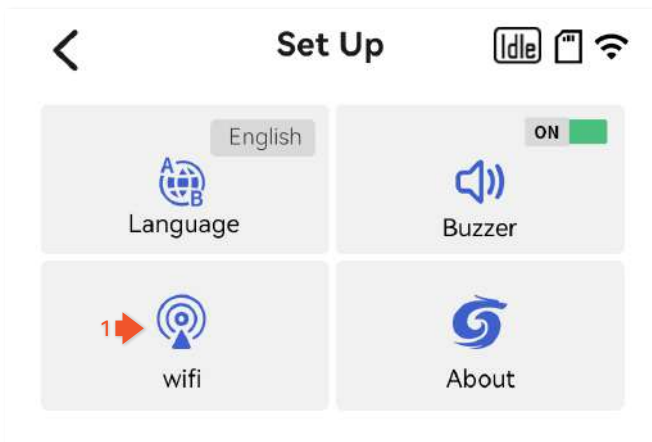 Set Up
Idle
English
ON
A
B
Language
Buzzer
1
wifi
About